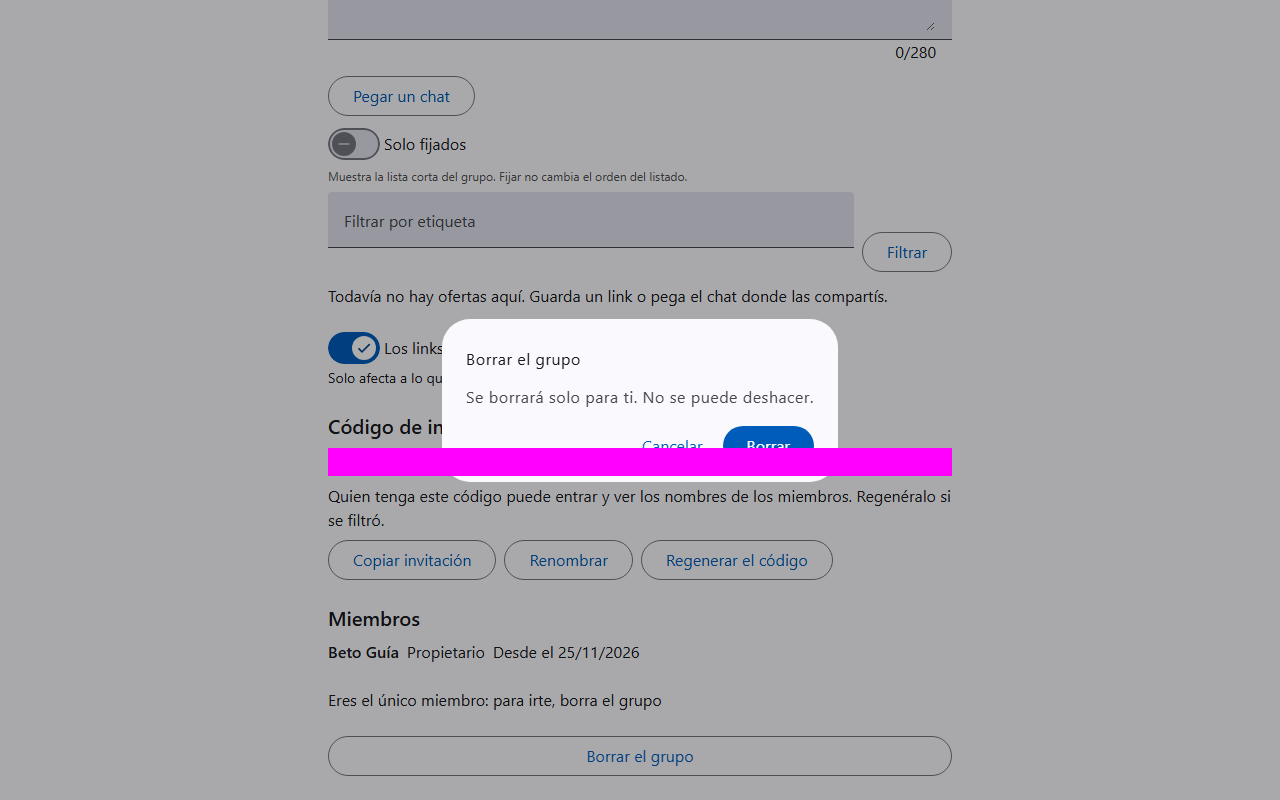 0/280
Pegar un chat
Solo fijados
Muestra la lista corta del grupo. Fijar no cambia el orden del listado.
Filtrar por etiqueta
Filtrar
Todavía no hay ofertas aquí. Guarda un link o pega el chat donde las compartís.
Los links
Solo afecta a lo qu
Borrar el grupo
Se borrará solo para ti. No se puede deshacer.
Cancelar
Borrar
Código de in
Quien tenga este código puede entrar y ver los nombres de los miembros. Regenéralo si
se filtró.
Copiar invitación
Renombrar
Regenerar el código
Miembros
Beto Guía Propietario Desde el 25/11/2026
Eres el único miembro: para irte, borra el grupo
Borrar el grupo